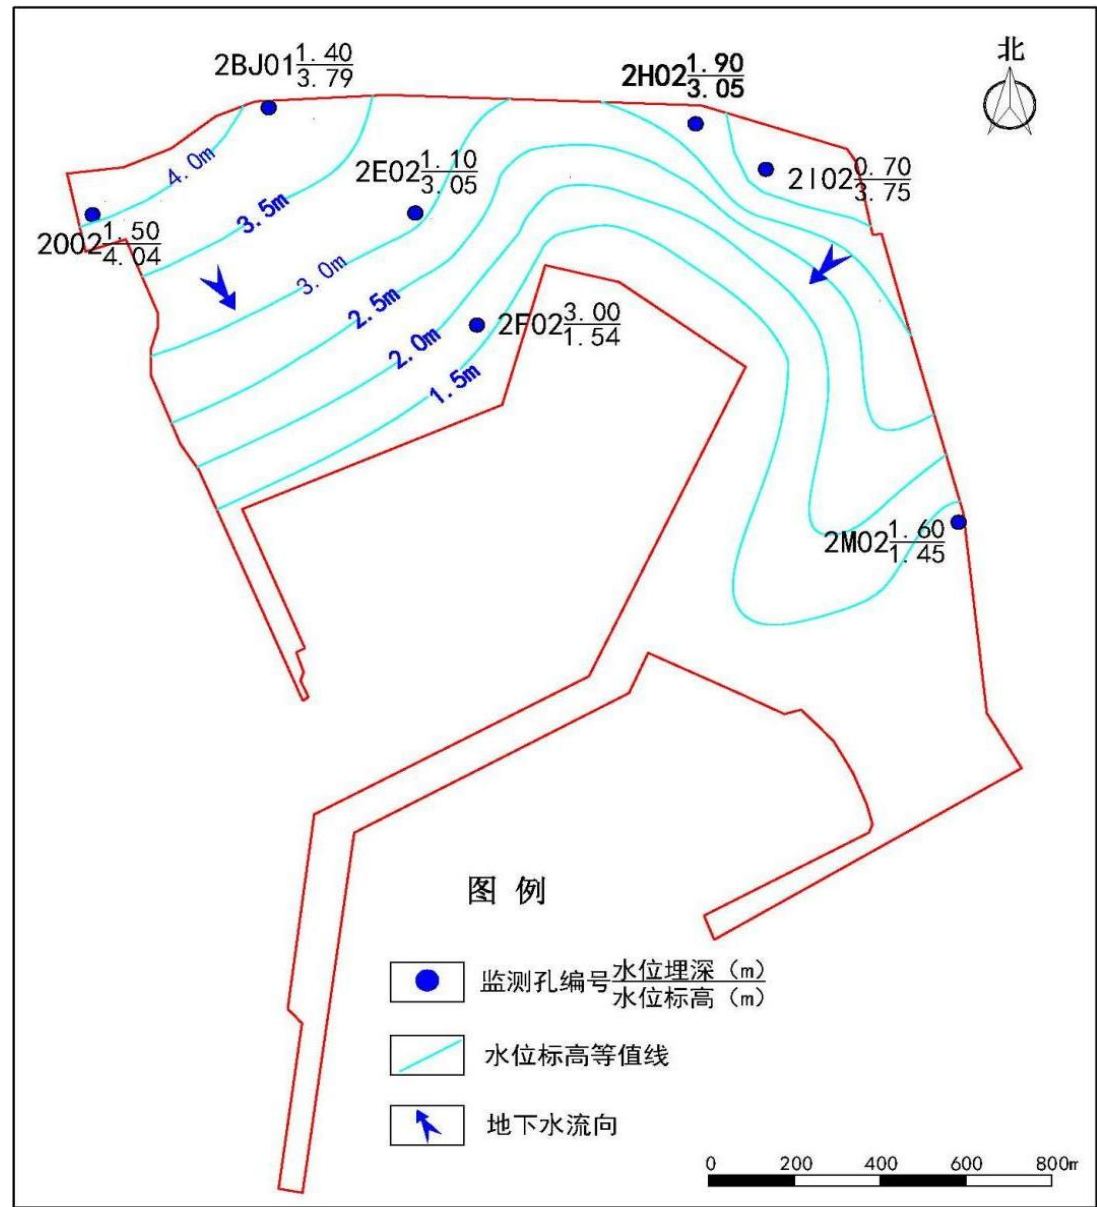 北
2BJ01 1.40
3.79
2H02 1.90
3.05
2I02 0.70
3.75
2E02 1.10
3.05
2O02 1.50
4.04
2F02 3.00
1.54
2M02 1.60
1.45
4.0m
3.5m
3.0m
2.5m
2.0m
1.5m
图 例
监测孔编号 水位埋深（m）
水位标高（m）
水位标高等值线
地下水流向
0 200 400 600 800m